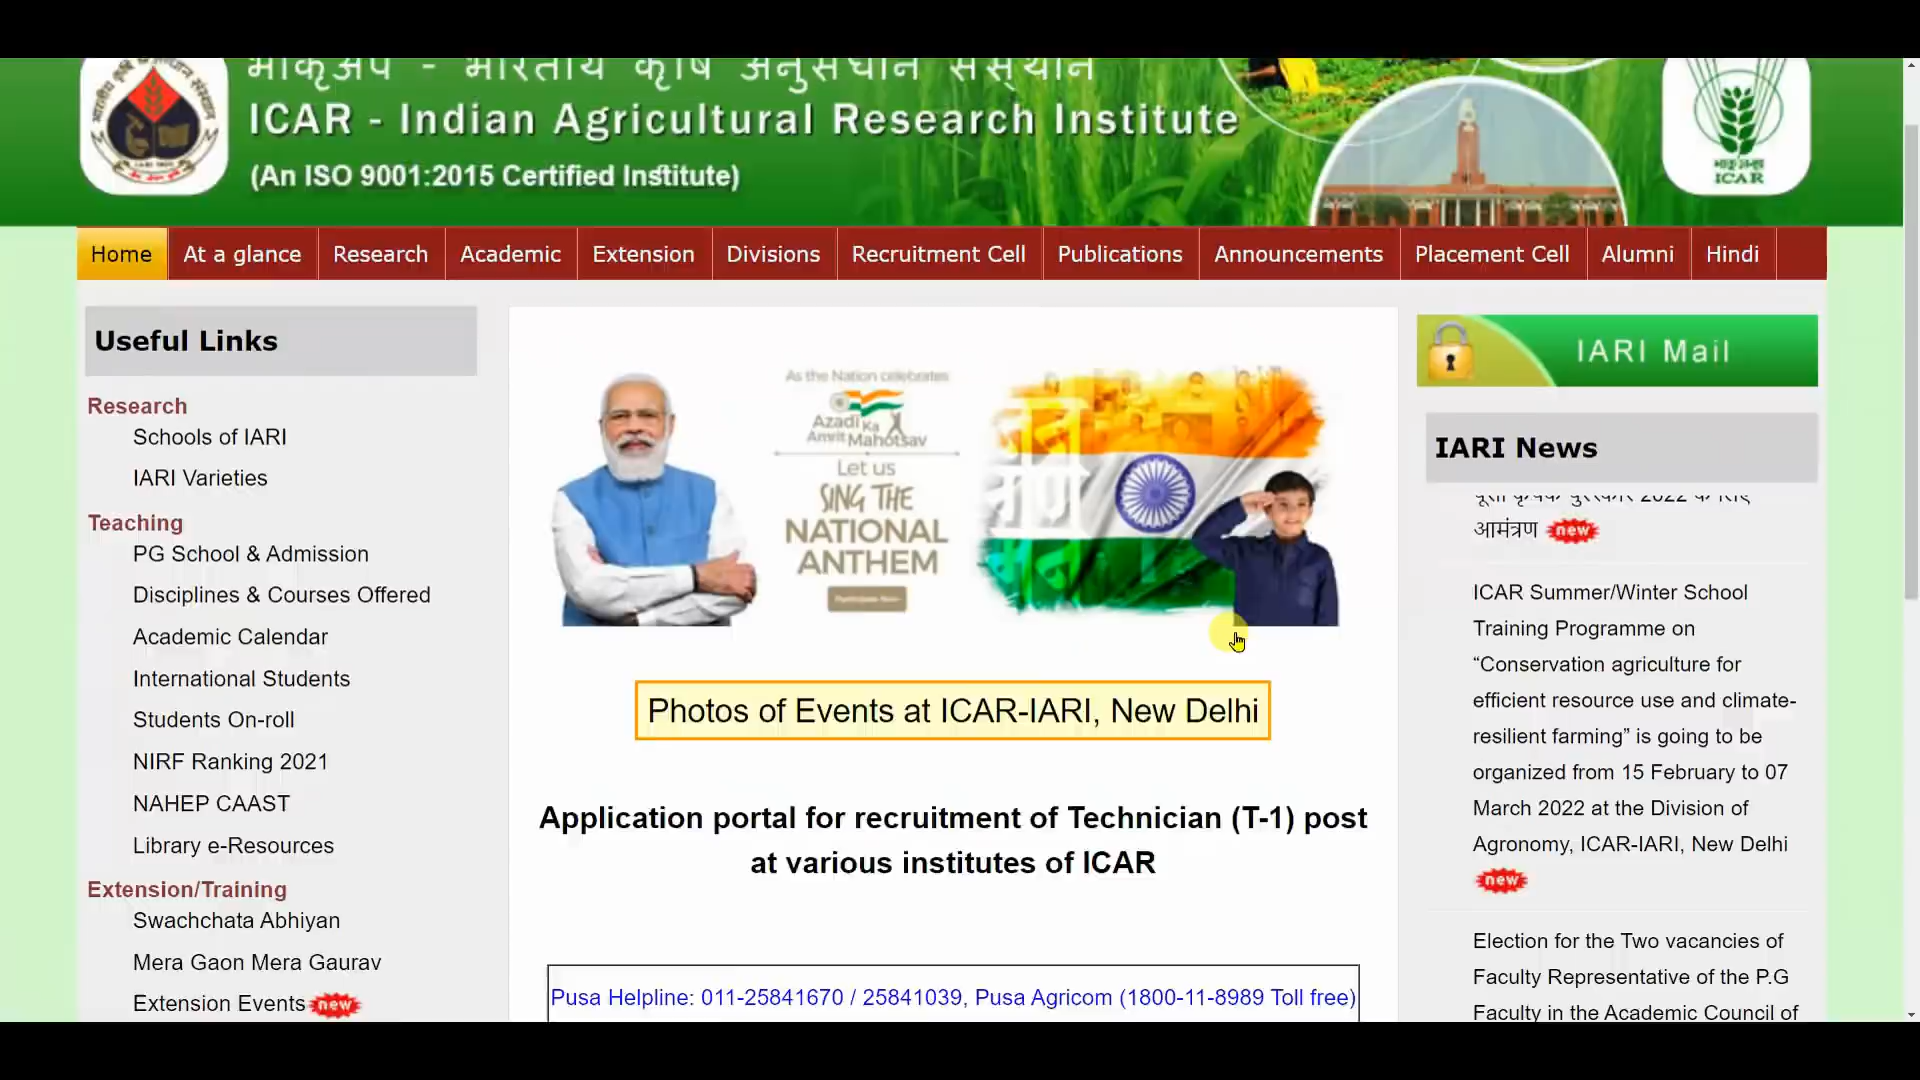 भाकृअप - भारतीय कृषि अनुसंधान संस्थान
ICAR - Indian Agricultural Research Institute
(An ISO 9001:2015 Certified Institute)
ICAR
Home At a glance Research Academic Extension Divisions Recruitment Cell Publications Announcements Placement Cell Alumni Hindi
Useful Links
Research
Schools of IARI
IARI Varieties
Teaching
PG School & Admission
Disciplines & Courses Offered
Academic Calendar
International Students
Students On-roll
NIRF Ranking 2021
NAHEP CAAST
Library e-Resources
Extension/Training
Swachchata Abhiyan
Mera Gaon Mera Gaurav
Extension Events new
As the Nation celebrates
Azadi Ka
Amrit Mahotsav
Let us
SING THE
NATIONAL
ANTHEM
Photos of Events at ICAR-IARI, New Delhi
Application portal for recruitment of Technician (T-1) post
at various institutes of ICAR
Pusa Helpline: 011-25841670 / 25841039, Pusa Agricom (1800-11-8989 Toll free)
IARI Mail
IARI News
2022 के लिए
आमंत्रण new
ICAR Summer/Winter School
Training Programme on
“Conservation agriculture for
efficient resource use and climate-
resilient farming” is going to be
organized from 15 February to 07
March 2022 at the Division of
Agronomy, ICAR-IARI, New Delhi
new
Election for the Two vacancies of
Faculty Representative of the P.G
Faculty in the Academic Council of